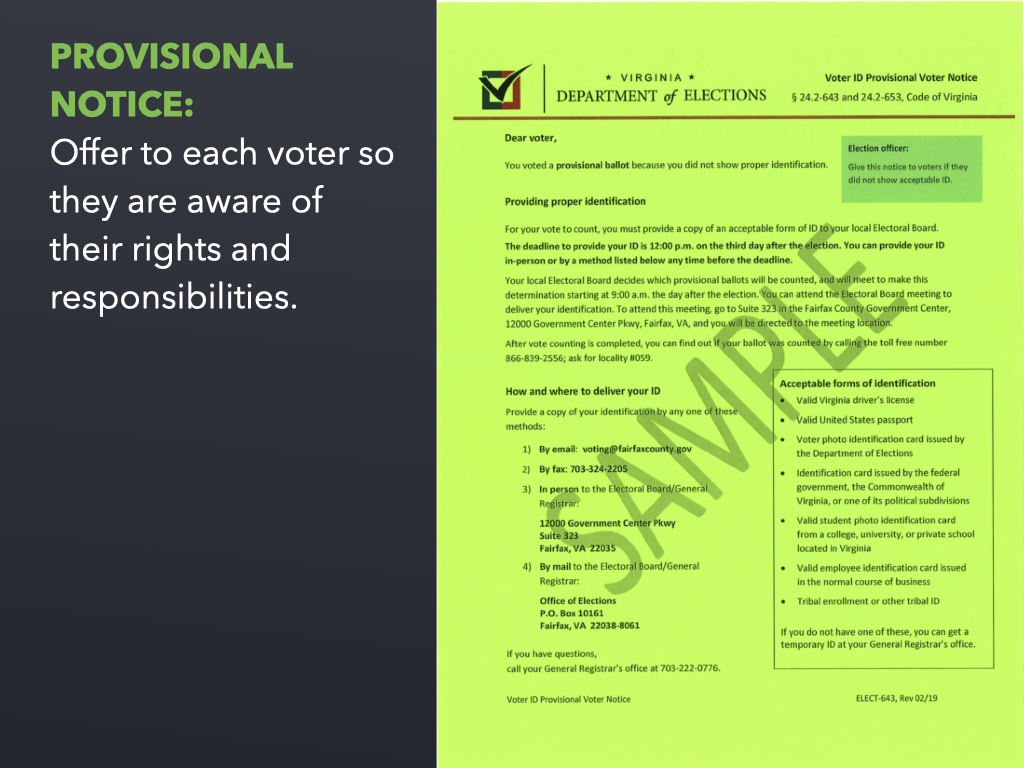 PROVISIONAL
NOTICE:
Offer to each voter so
they are aware of
their rights and
responsibilities.
★ VIRGINIA ★
DEPARTMENT of ELECTIONS
Voter ID Provisional Voter Notice
§ 24.2-643 and 24.2-653, Code of Virginia
Dear voter,
You voted a provisional ballot because you did not show proper identification.
Election officer:
Give this notice to voters if they
did not show acceptable ID.
Providing proper identification
For your vote to count, you must provide a copy of an acceptable form of ID to your local Electoral Board.
The deadline to provide your ID is 12:00 p.m. on the third day after the election. You can provide your ID
in-person or by a method listed below any time before the deadline.
Your local Electoral Board decides which provisional ballots will be counted, and will meet to make this
determination starting at 9:00 a.m. the day after the election. You can attend the Electoral Board meeting to
deliver your identification. To attend this meeting, go to Suite 323 in the Fairfax County Government Center,
12000 Government Center Pkwy, Fairfax, VA, and you will be directed to the meeting location.
After vote counting is completed, you can find out if your ballot was counted by calling the toll free number
866-839-2556; ask for locality #059.
How and where to deliver your ID
Provide a copy of your identification by any one of these
methods:
1) By email: voting@fairfaxcounty.gov
2) By fax: 703-324-2205
3) In person to the Electoral Board/General
Registrar:
12000 Government Center Pkwy
Suite 323
Fairfax, VA 22035
4) By mail to the Electoral Board/General
Registrar:
Office of Elections
P.O. Box 10161
Fairfax, VA 22038-8061
If you have questions,
call your General Registrar's office at 703-222-0776.
Acceptable forms of identification
• Valid Virginia driver's license
• Valid United States passport
• Voter photo identification card issued by
the Department of Elections
• Identification card issued by the federal
government, the Commonwealth of
Virginia, or one of its political subdivisions
• Valid student photo identification card
from a college, university, or private school
located in Virginia
• Valid employee identification card issued
in the normal course of business
• Tribal enrollment or other tribal ID
If you do not have one of these, you can get a
temporary ID at your General Registrar's office.
SAMPLE
Voter ID Provisional Voter Notice
ELECT-643, Rev 02/19